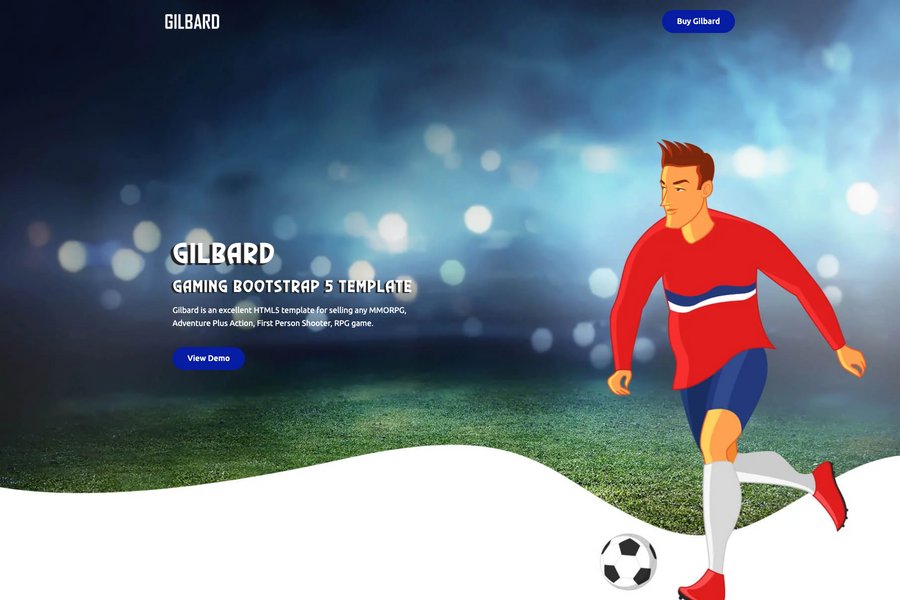 GILBARD
Buy Gilbard
GILBARD
GAMING BOOTSTRAP 5 TEMPLATE
Gilbard is an excellent HTML5 template for selling any MMORPG,
Adventure Plus Action, First Person Shooter, RPG game.
View Demo